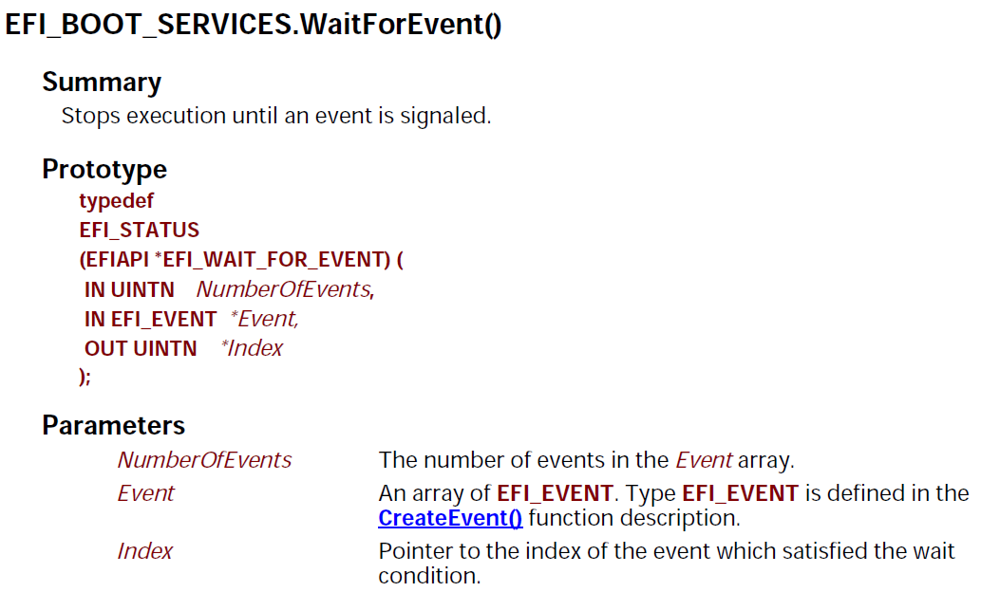 EFI_BOOT_SERVICES.WaitForEvent()
Summary
Stops execution until an event is signaled.
Prototype
typedef
EFI_STATUS
(EFIAPI *EFI_WAIT_FOR_EVENT) (
IN UINTN NumberOfEvents,
IN EFI_EVENT *Event,
OUT UINTN *Index
);
Parameters
NumberOfEvents The number of events in the Event array.
Event An array of EFI_EVENT. Type EFI_EVENT is defined in the
CreateEvent() function description.
Index Pointer to the index of the event which satisfied the wait
condition.